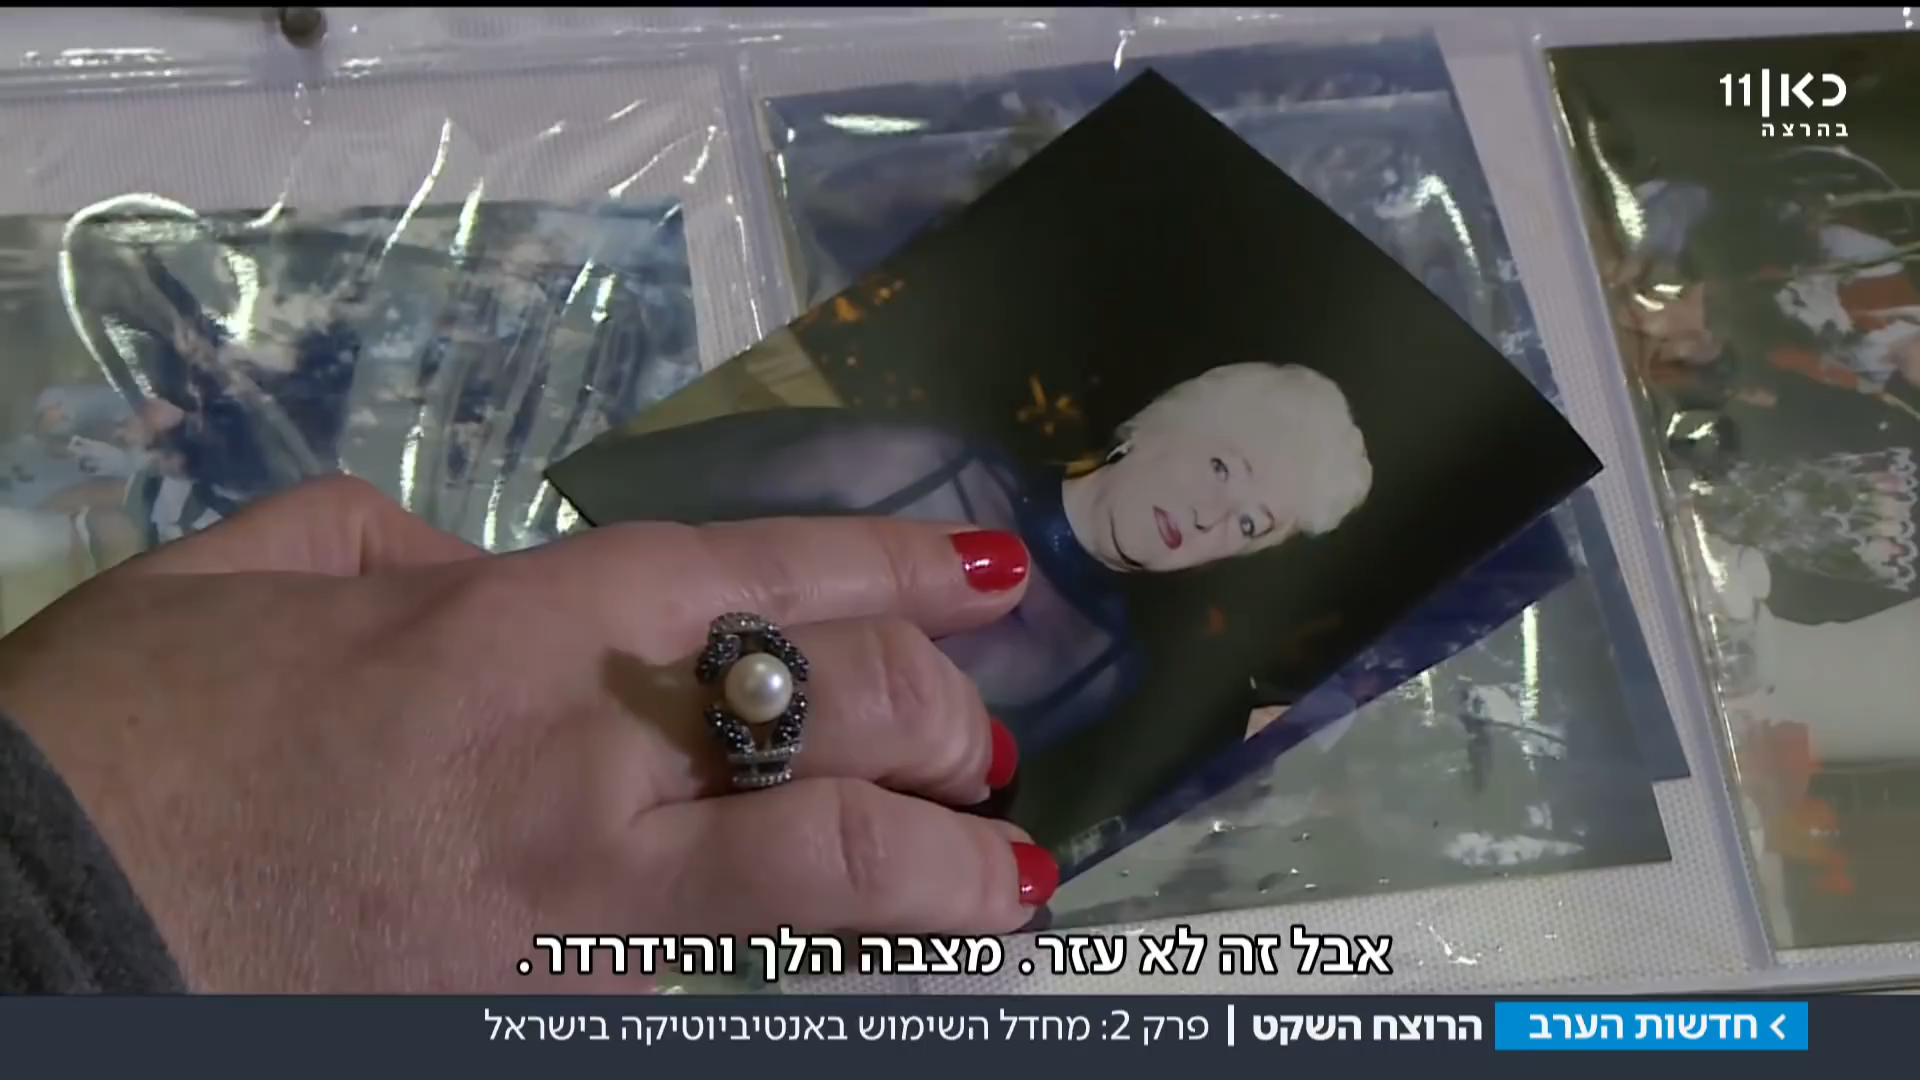 כאן 11
בהרצה
אבל זה לא עזר. מצבה הלך והידרדר.
חדשות הערב | הרוצח השקט | פרק 2: מחדל השימוש באנטיביוטיקה בישראל